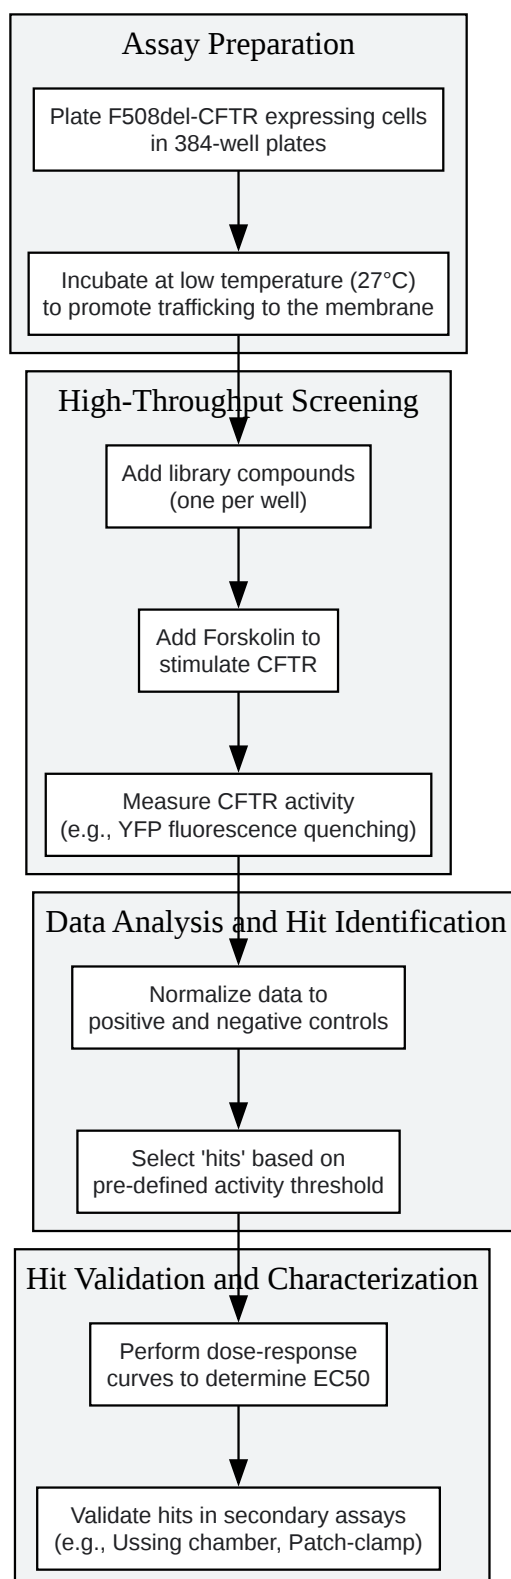 Assay Preparation
Plate F508del-CFTR expressing cells
in 384-well plates
Incubate at low temperature (27°C)
to promote trafficking to the membrane
High-Throughput Screening
Add library compounds
(one per well)
Add Forskolin to
stimulate CFTR
Measure CFTR activity
(e.g., YFP fluorescence quenching)
Data Analysis and Hit Identification
Normalize data to
positive and negative controls
Select 'hits' based on
pre-defined activity threshold
Hit Validation and Characterization
Perform dose-response
curves to determine EC50
Validate hits in secondary assays
(e.g., Ussing chamber, Patch-clamp)